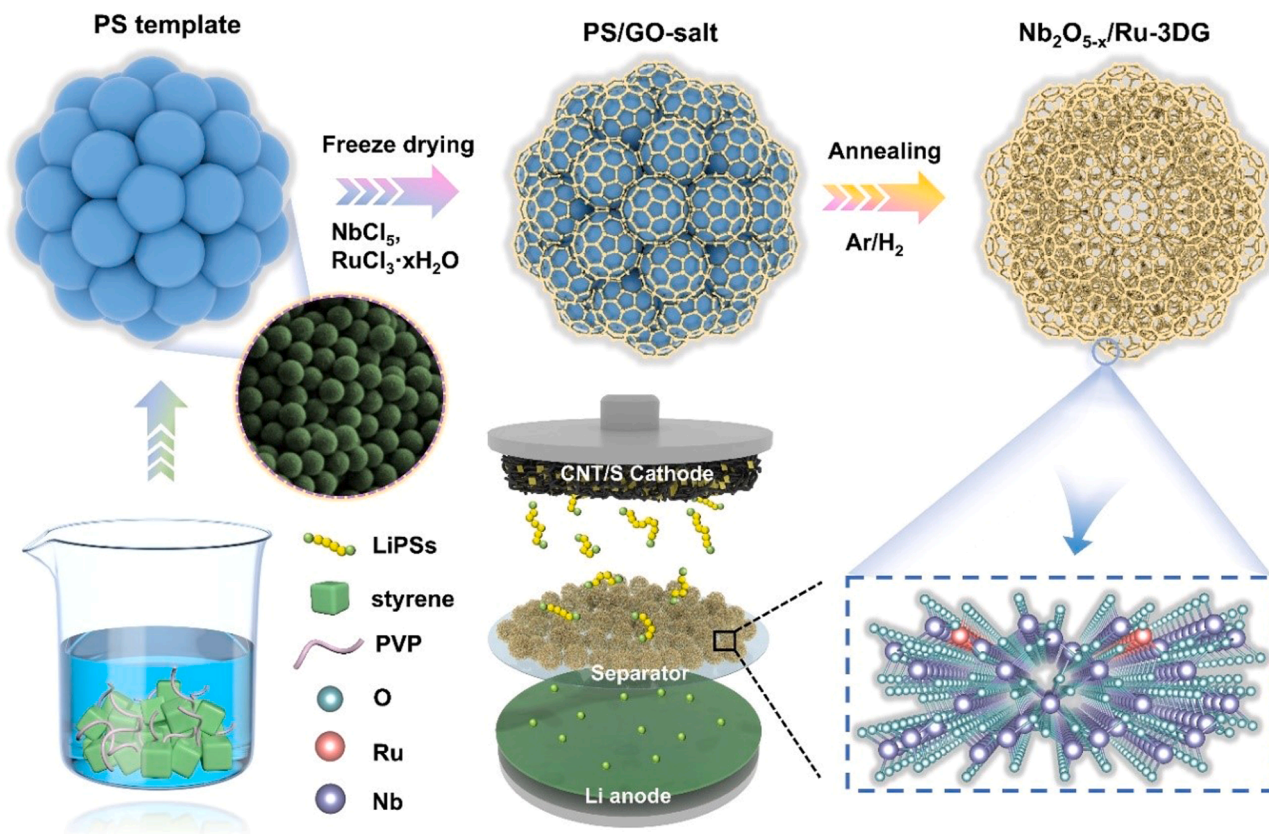 PS template
PS/GO-salt
Nb₂O₅₋ₓ/Ru-3DG
Freeze drying
NbCl₅,
RuCl₃·xH₂O
Annealing
Ar/H₂
CNT/S Cathode
LiPSs
styrene
PVP
O
Ru
Nb
Separator
Li anode